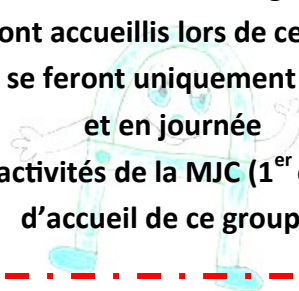 ont accueillis lors de ce
se feront uniquement
et en journée
activités de la MJC (1er
d'accueil de ce group